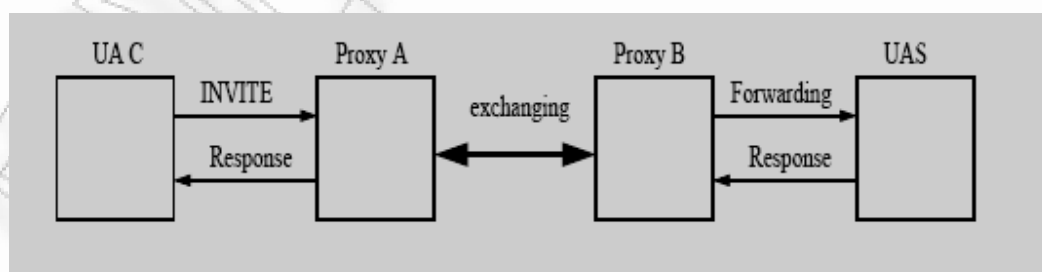 UA C Proxy A Proxy B UAS
INVITE exchanging Forwarding
Response Response